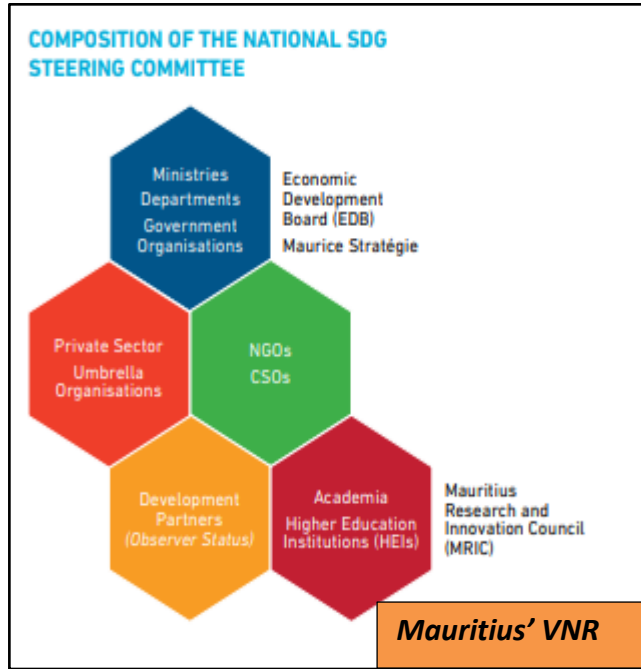 COMPOSITION OF THE NATIONAL SDG
STEERING COMMITTEE
Ministries
Departments
Government
Organisations
Economic
Development
Board (EDB)
Maurice Stratégie
Private Sector
Umbrella
Organisations
NGOs
CSOs
Development
Partners
(Observer Status)
Academia
Higher Education
Institutions (HEIs)
Mauritius
Research and
Innovation Council
(MRIC)
Mauritius’ VNR